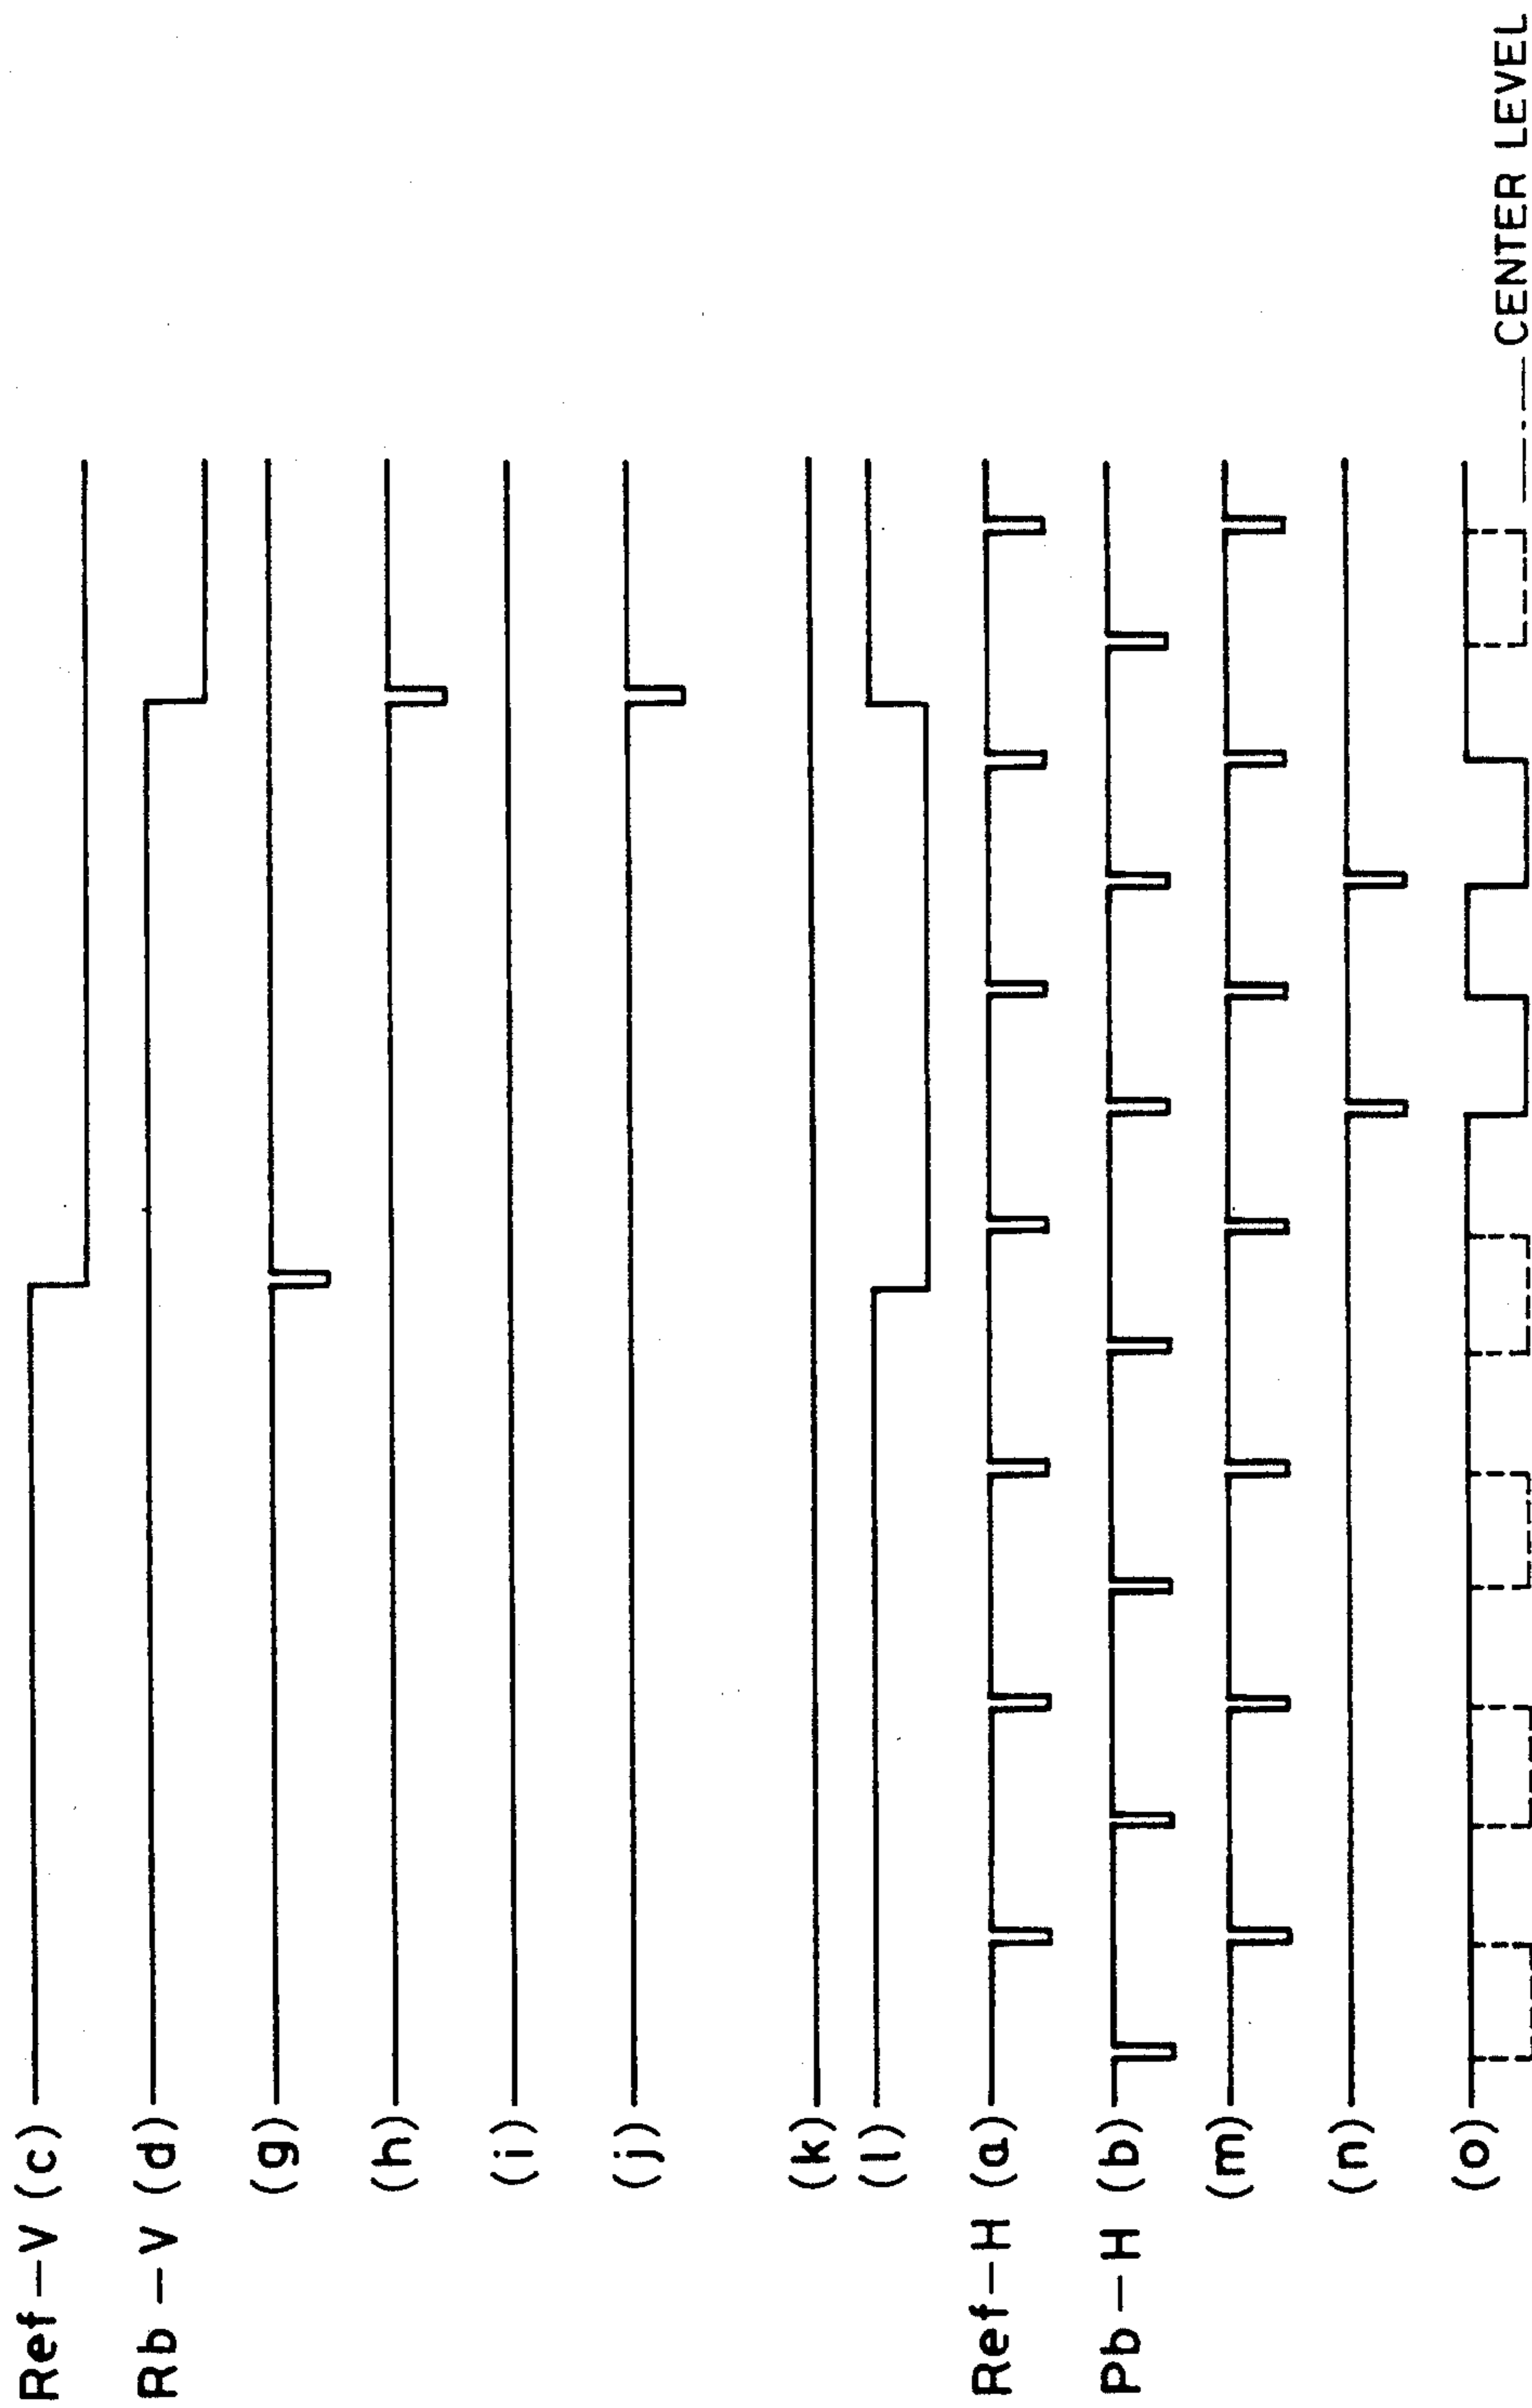 Ref-V (c)
Rb-V (d)
(g)
(h)
(i)
(j)
(k)
(l)
Ref-H (a)
Pb-H (b)
(m)
(n)
(o)
CENTER LEVEL